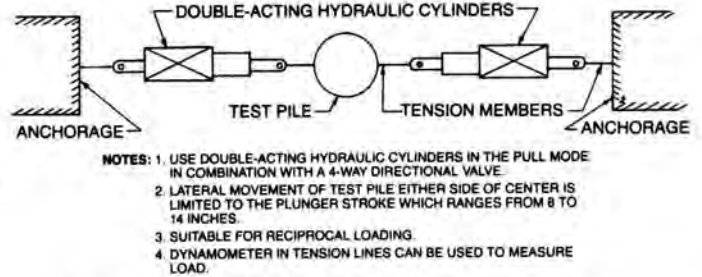 DOUBLE-ACTING HYDRAULIC CYLINDERS
TEST PILE
TENSION MEMBERS
ANCHORAGE
ANCHORAGE
NOTES: 1. USE DOUBLE-ACTING HYDRAULIC CYLINDERS IN THE PULL MODE
IN COMBINATION WITH A 4-WAY DIRECTIONAL VALVE.
2. LATERAL MOVEMENT OF TEST PILE EITHER SIDE OF CENTER IS
LIMITED TO THE PLUNGER STROKE WHICH RANGES FROM 8 TO
14 INCHES.
3. SUITABLE FOR RECIPROCAL LOADING.
4. DYNAMOMETER IN TENSION LINES CAN BE USED TO MEASURE
LOAD.